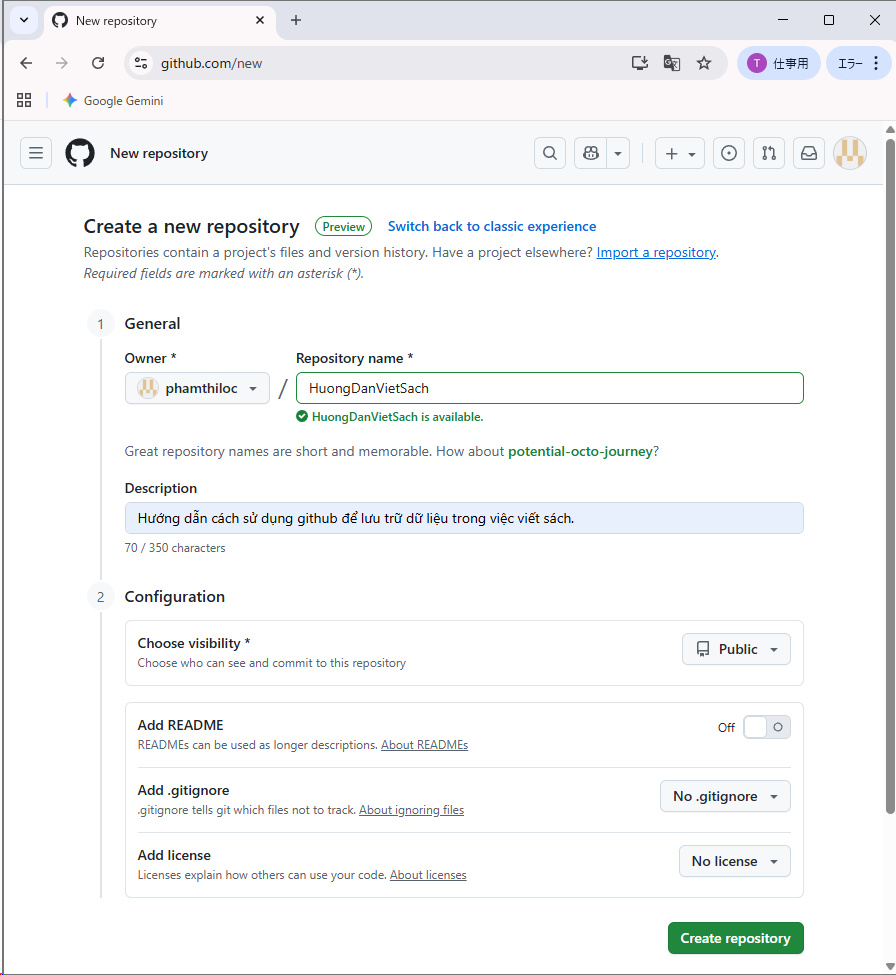 New repository
github.com/new
T 仕事用
エラー
Google Gemini
New repository
Create a new repository Preview Switch back to classic experience
Repositories contain a project's files and version history. Have a project elsewhere? Import a repository.
Required fields are marked with an asterisk (*).
1 General
Owner * Repository name *
phamthiloc / HuongDanVietSach
HuongDanVietSach is available.
Great repository names are short and memorable. How about potential-octo-journey?
Description
Hướng dẫn cách sử dụng github để lưu trữ dữ liệu trong việc viết sách.
70 / 350 characters
2 Configuration
Choose visibility *
Choose who can see and commit to this repository
Public
Add README
READMEs can be used as longer descriptions. About READMEs
Off
Add .gitignore
.gitignore tells git which files not to track. About ignoring files
No .gitignore
Add license
Licenses explain how others can use your code. About licenses
No license
Create repository